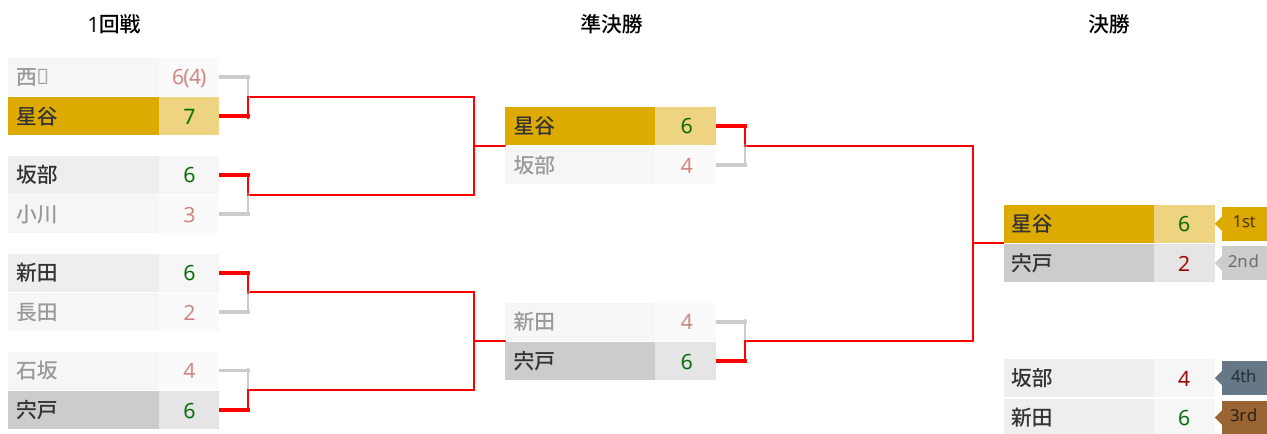 1回戦
準決勝
決勝
西 6(4)
星谷 7
坂部 6
小川 3
新田 6
長田 2
石坂 4
宍戸 6
星谷 6
坂部 4
新田 4
宍戸 6
星谷 6 1st
宍戸 2 2nd
坂部 4 4th
新田 6 3rd